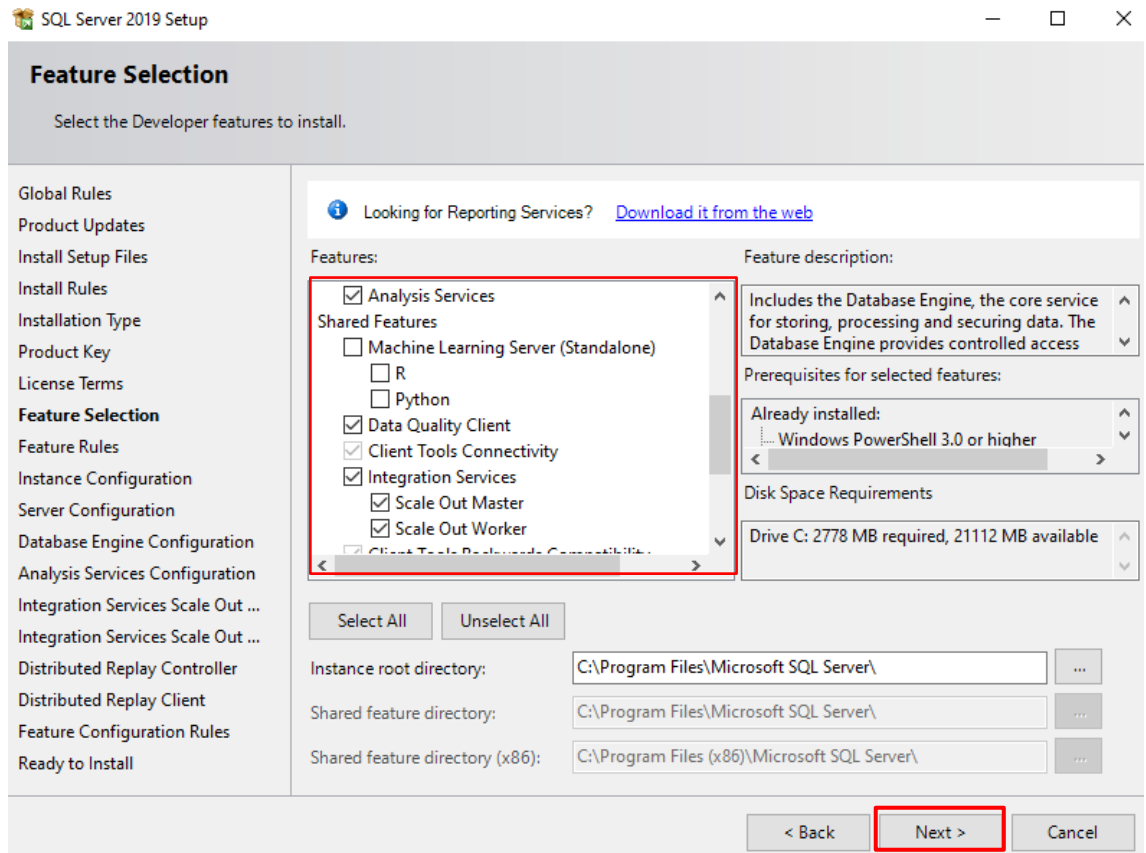 SQL Server 2019 Setup
Feature Selection
Select the Developer features to install.
Global Rules
Product Updates
Install Setup Files
Install Rules
Installation Type
Product Key
License Terms
Feature Selection
Feature Rules
Instance Configuration
Server Configuration
Database Engine Configuration
Analysis Services Configuration
Integration Services Scale Out ...
Integration Services Scale Out ...
Distributed Replay Controller
Distributed Replay Client
Feature Configuration Rules
Ready to Install
Looking for Reporting Services? Download it from the web
Features:
Analysis Services
Shared Features
Machine Learning Server (Standalone)
R
Python
Data Quality Client
Client Tools Connectivity
Integration Services
Scale Out Master
Scale Out Worker
Client Tools Backwards Compatibility
Feature description:
Includes the Database Engine, the core service
for storing, processing and securing data. The
Database Engine provides controlled access
Prerequisites for selected features:
Already installed:
Windows PowerShell 3.0 or higher
Disk Space Requirements
Drive C: 2778 MB required, 21112 MB available
Select All
Unselect All
Instance root directory: C:\Program Files\Microsoft SQL Server\ ...
Shared feature directory: C:\Program Files\Microsoft SQL Server\ ...
Shared feature directory (x86): C:\Program Files (x86)\Microsoft SQL Server\ ...
< Back
Next >
Cancel